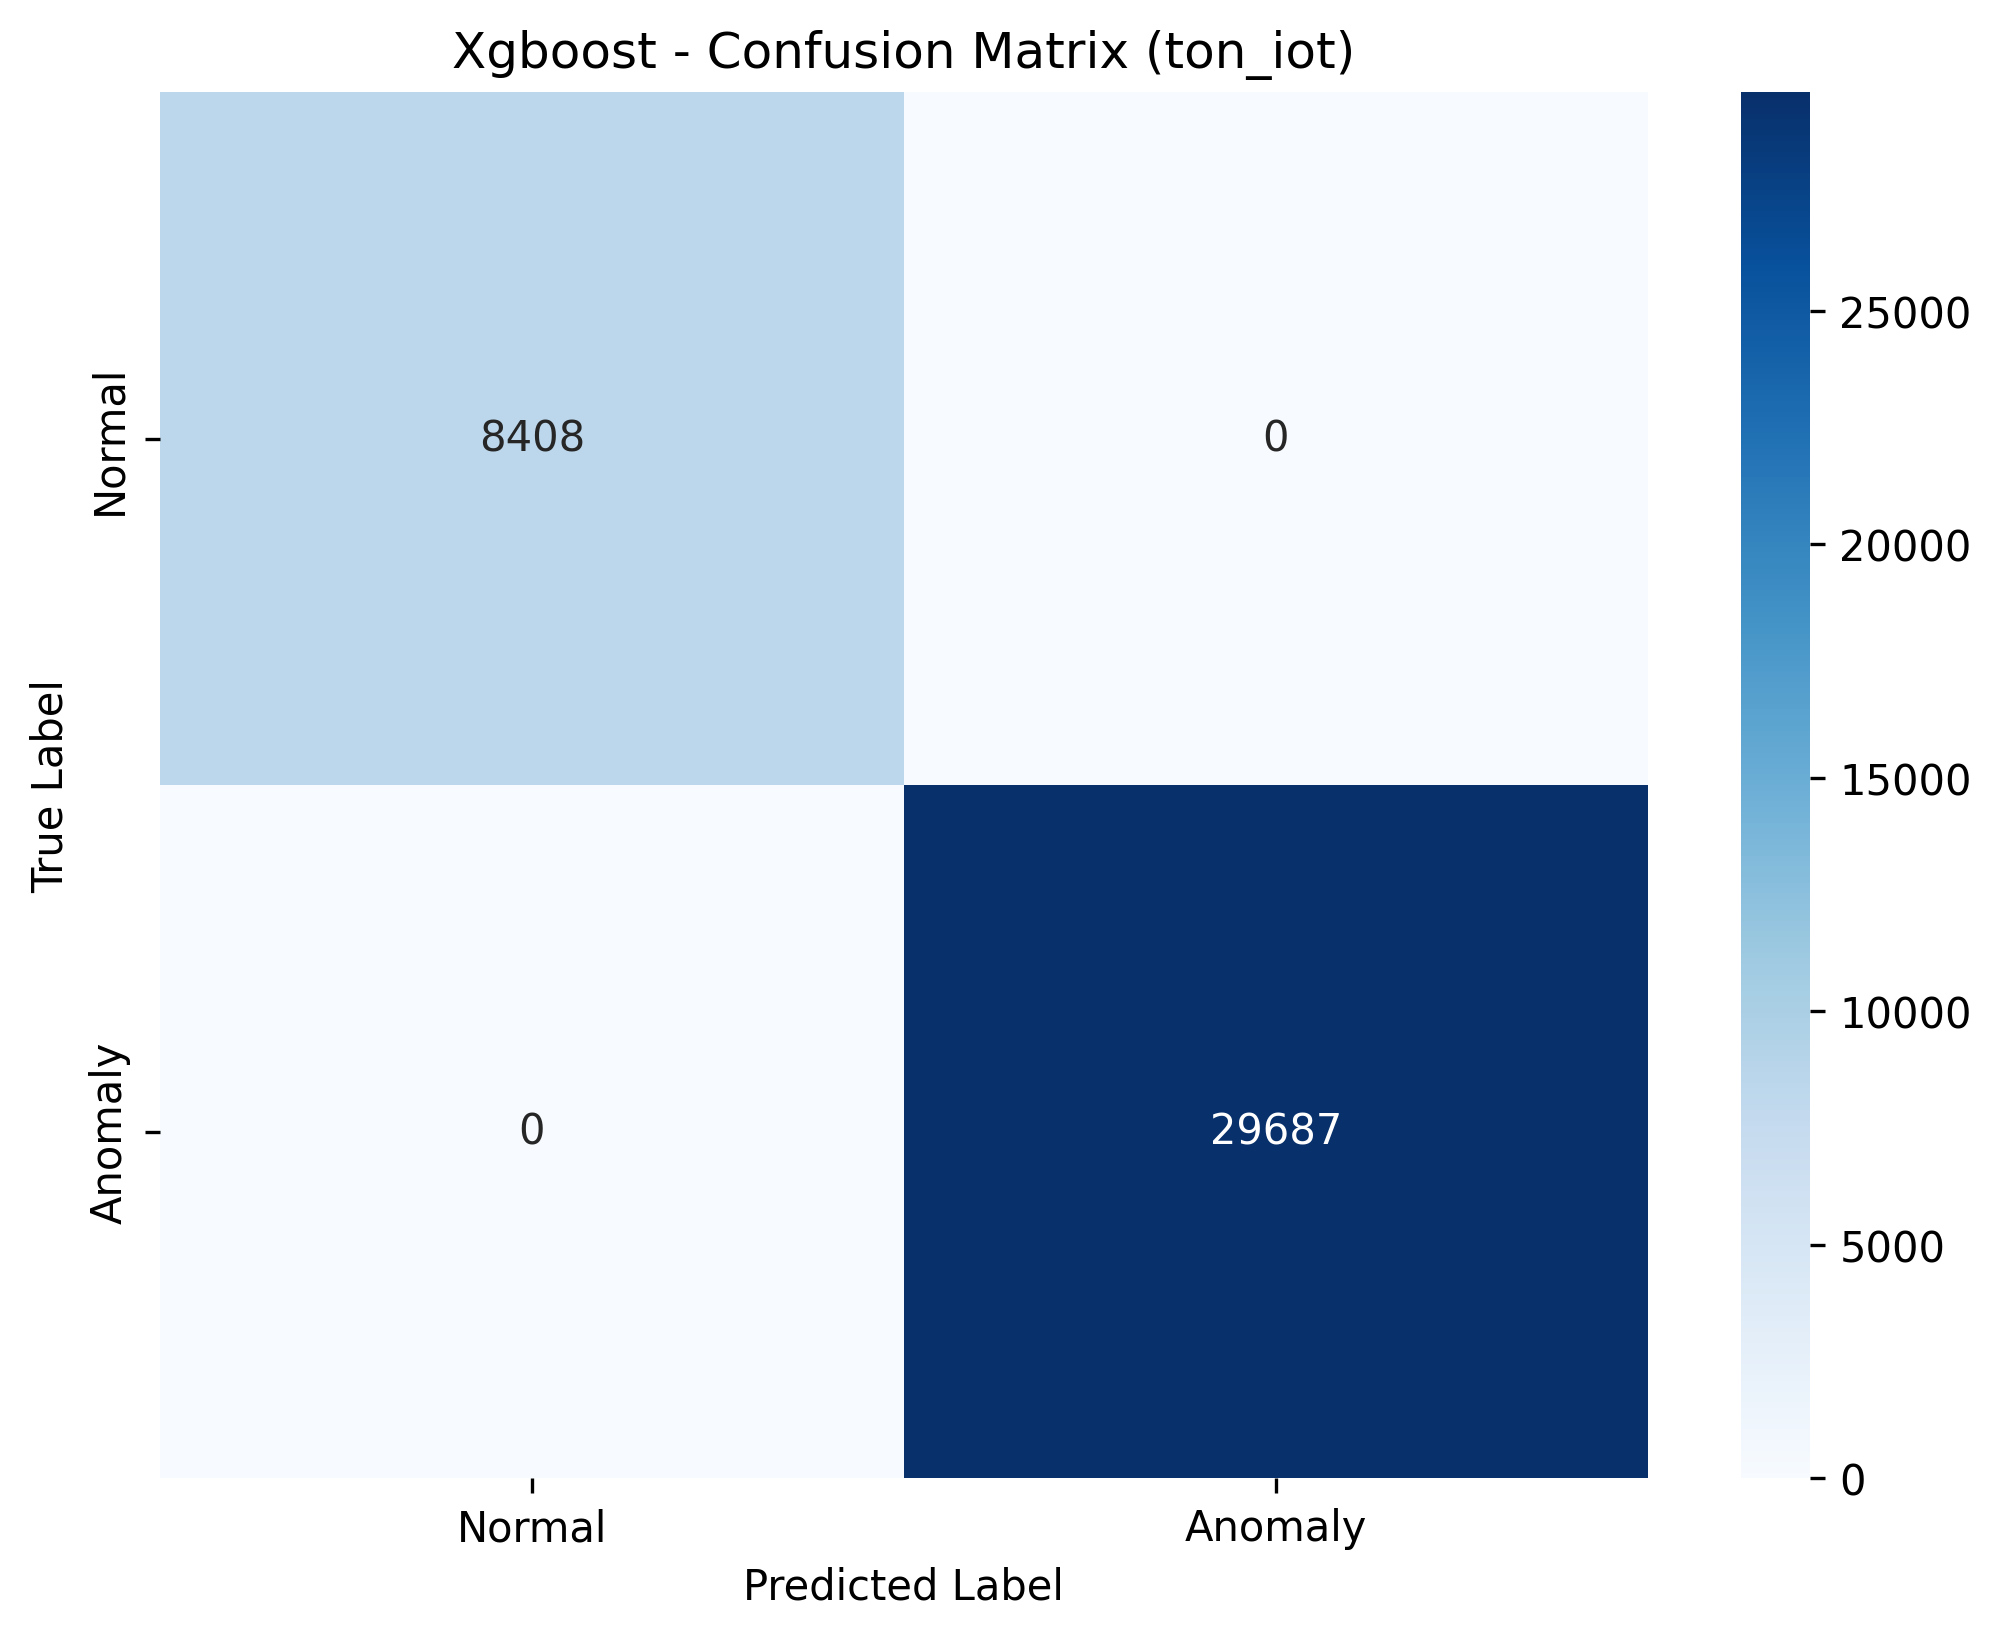 Xgboost - Confusion Matrix (ton_iot)
True Label
Normal
Anomaly
8408
0
0
29687
Normal
Anomaly
Predicted Label
25000
20000
15000
10000
5000
0